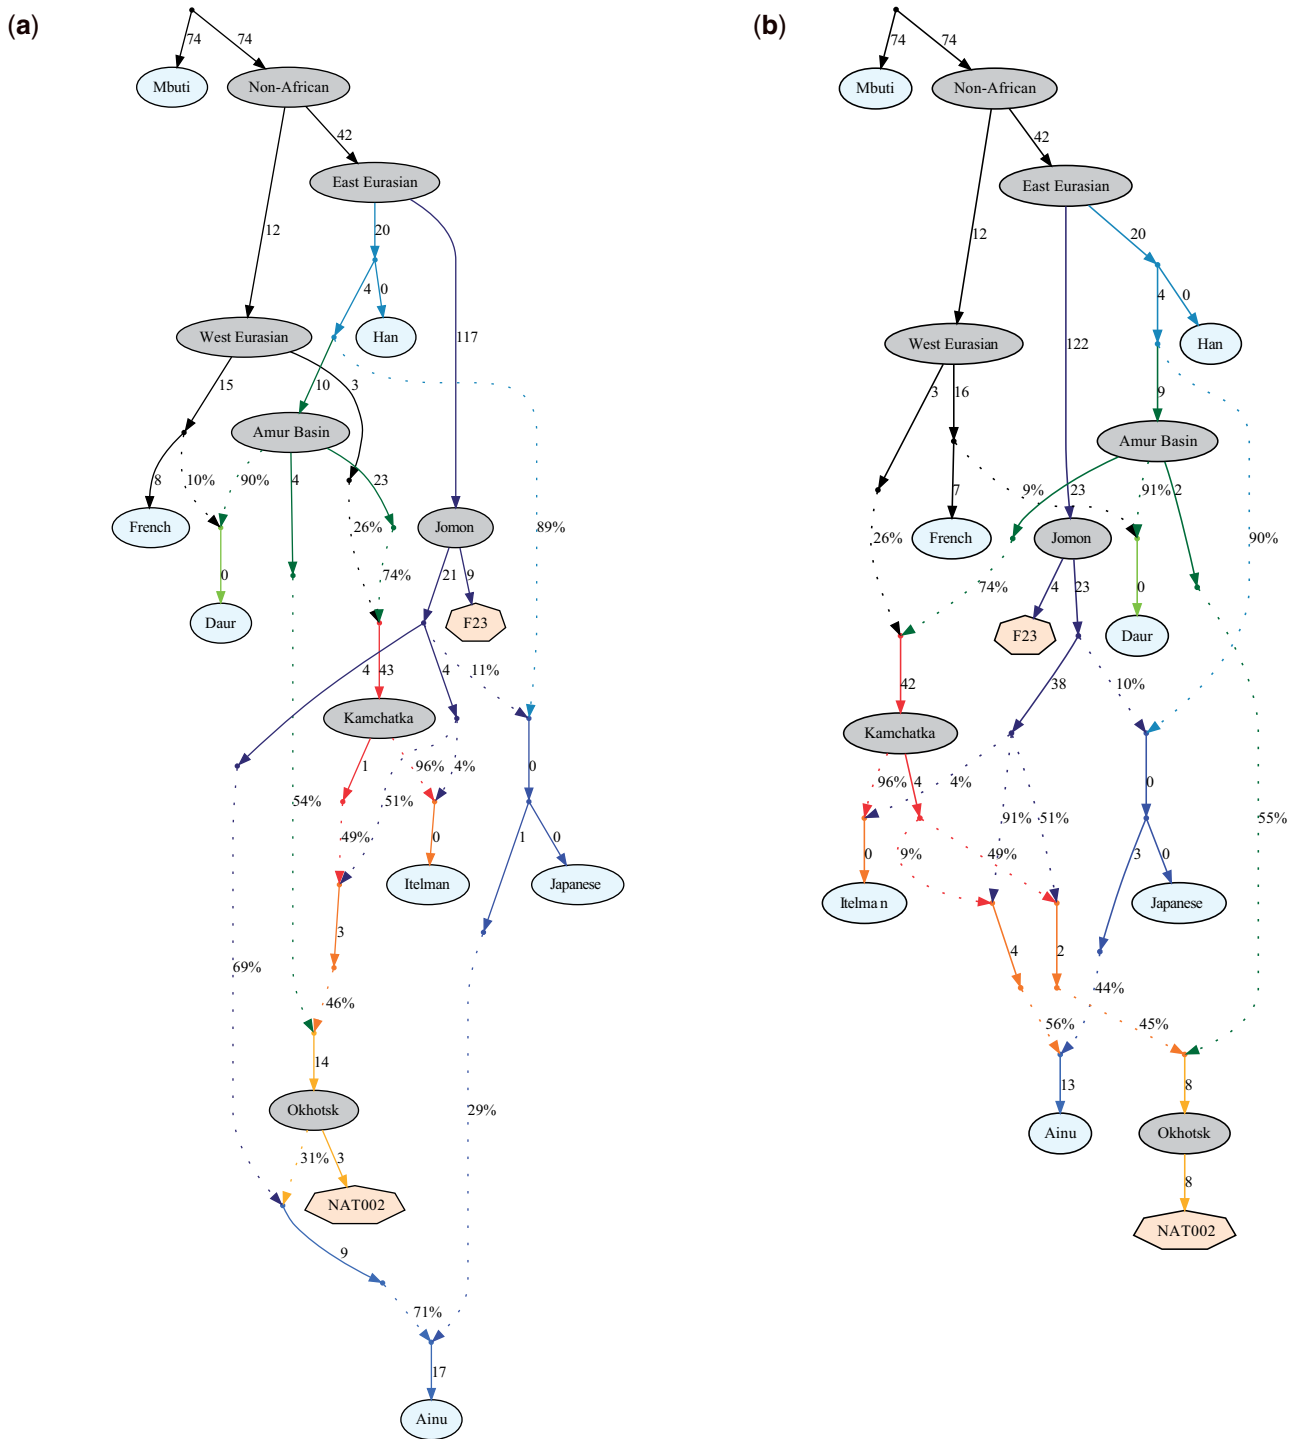 (a)
74
74
Mbuti
Non-African
42
East Eurasian
12
20
4
0
West Eurasian
Han
117
15
10
3
Amur Basin
8
10%
90%
4
23
French
26%
Jomon
89%
0
74%
21
9
Daur
F23
4
43
4
11%
Kamchatka
1
96%
4%
0
54%
51%
49%
0
1
0
Itelman
Japanese
3
69%
46%
14
Okhotsk
29%
31%
3
NAT002
9
71%
17
Ainu
(b)
74
74
Mbuti
Non-African
42
East Eurasian
12
20
4
0
West Eurasian
122
Han
3
16
9
Amur Basin
7
9%
23
91%
2
French
Jomon
26%
90%
74%
4
23
0
F23
Daur
42
38
10%
Kamchatka
96%
4
4%
0
91%
51%
55%
0
9%
49%
3
0
Itelma n
Japanese
4
2
44%
56%
45%
13
8
Ainu
Okhotsk
8
NAT002